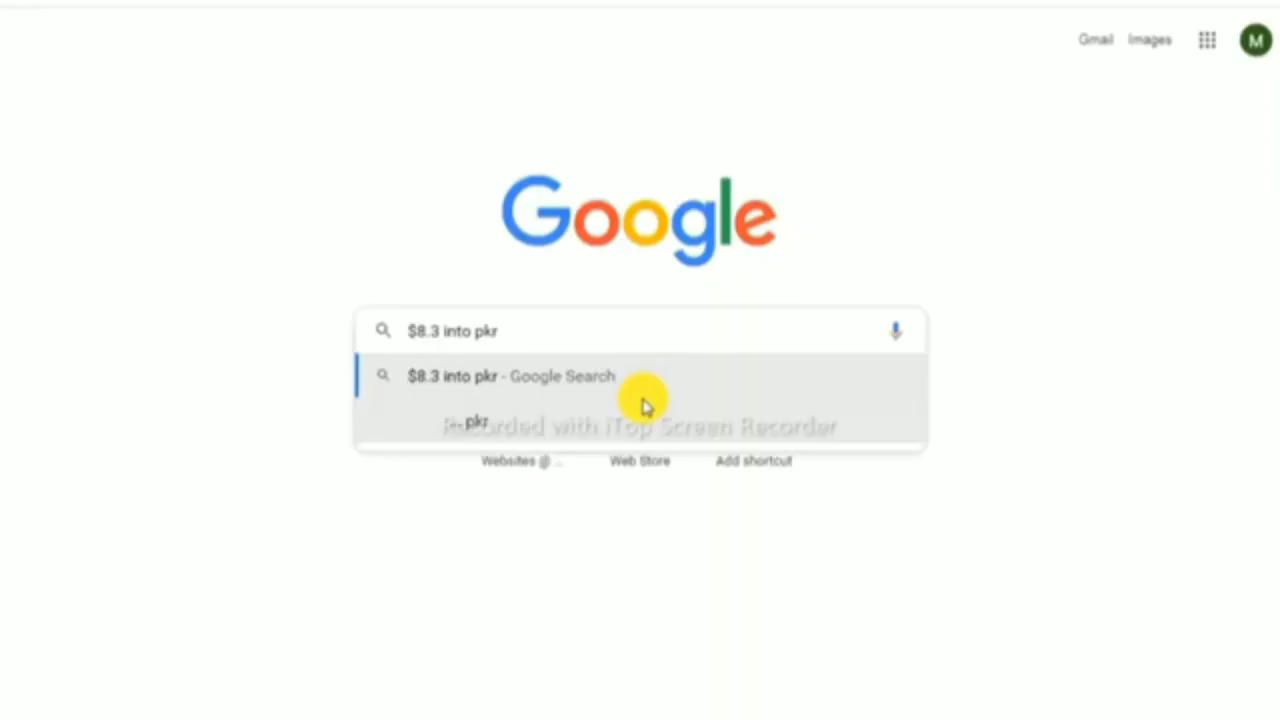 Gmail Images
M
Google
$8.3 into pkr
$8.3 into pkr - Google Search
... pkr
Recorded with iTop Screen Recorder
Websites @ ...
Web Store
Add shortcut